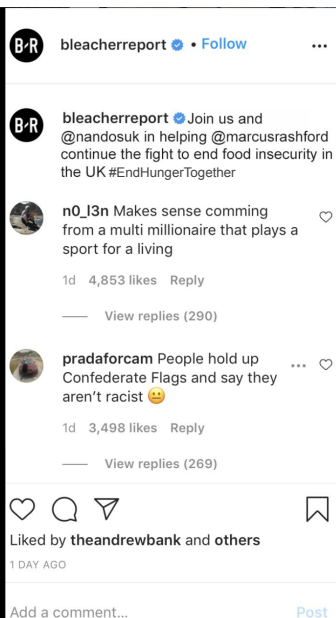 B·R bleacherreport • Follow ...
B·R bleacherreport Join us and
@nandosuk in helping @marcusrashford
continue the fight to end food insecurity in
the UK #EndHungerTogether
n0_l3n Makes sense comming
from a multi millionaire that plays a
sport for a living
1d 4,853 likes Reply
View replies (290)
pradaforcam People hold up
Confederate Flags and say they
aren't racist 😐
1d 3,498 likes Reply
View replies (269)
Liked by theandrewbank and others
1 DAY AGO
Add a comment... Post